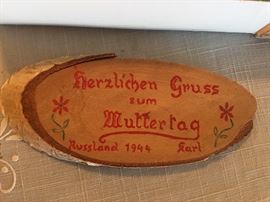 Herzlichen Gruss
zum
Muttertag
Russland 1944 Karl